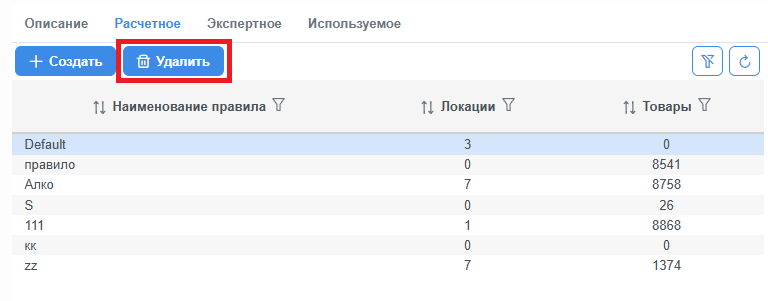 Описание Расчетное Экспертное Используемое
+ Создать Удалить
Наименование правила Локации Товары
Default 3 0
правило 0 8541
Алко 7 8758
S 0 26
111 1 8868
кк 0 0
zz 7 1374